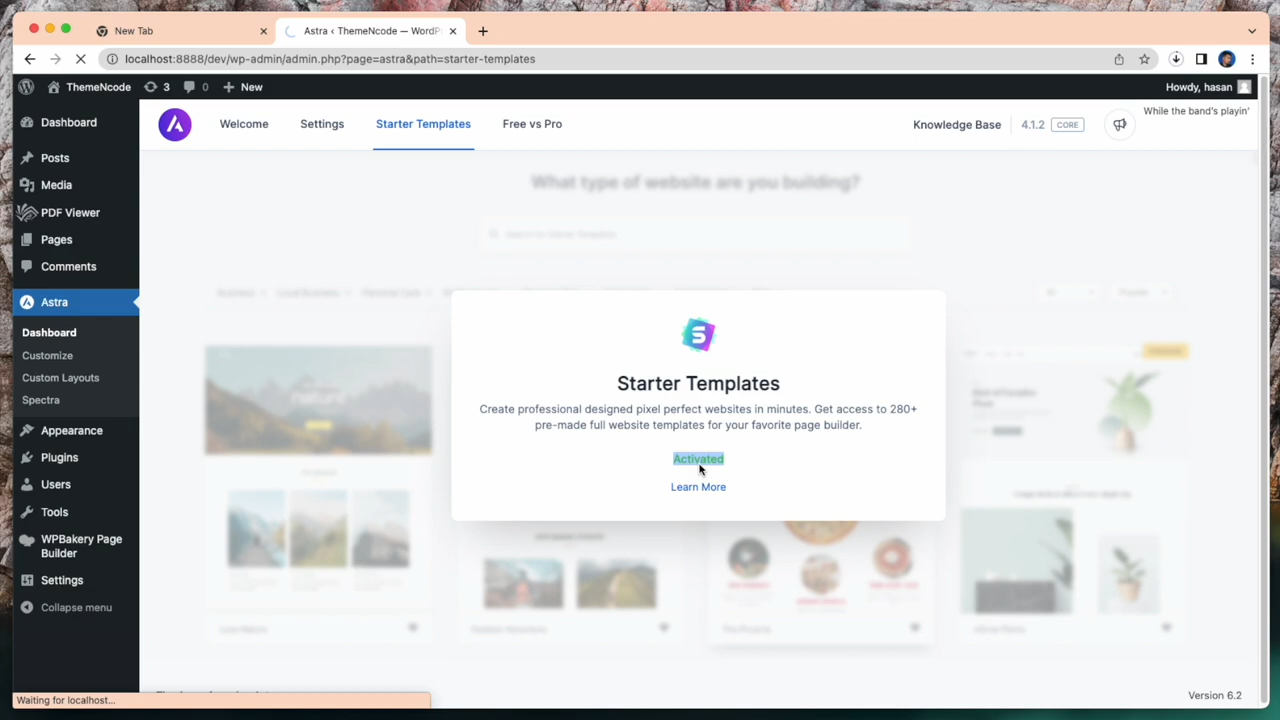 New Tab
Astra ‹ ThemeNcode — WordP
localhost:8888/dev/wp-admin/admin.php?page=astra&path=starter-templates
ThemeNcode
3
0
New
Howdy, hasan
Dashboard
Posts
Media
PDF Viewer
Pages
Comments
Astra
Dashboard
Customize
Custom Layouts
Spectra
Appearance
Plugins
Users
Tools
WPBakery Page
Builder
Settings
Collapse menu
Welcome
Settings
Starter Templates
Free vs Pro
Knowledge Base
4.1.2
CORE
While the band's playin'
What type of website are you building?
Starter Templates
Create professional designed pixel perfect websites in minutes. Get access to 280+
pre-made full website templates for your favorite page builder.
Activated
Learn More
Version 6.2
Waiting for localhost...